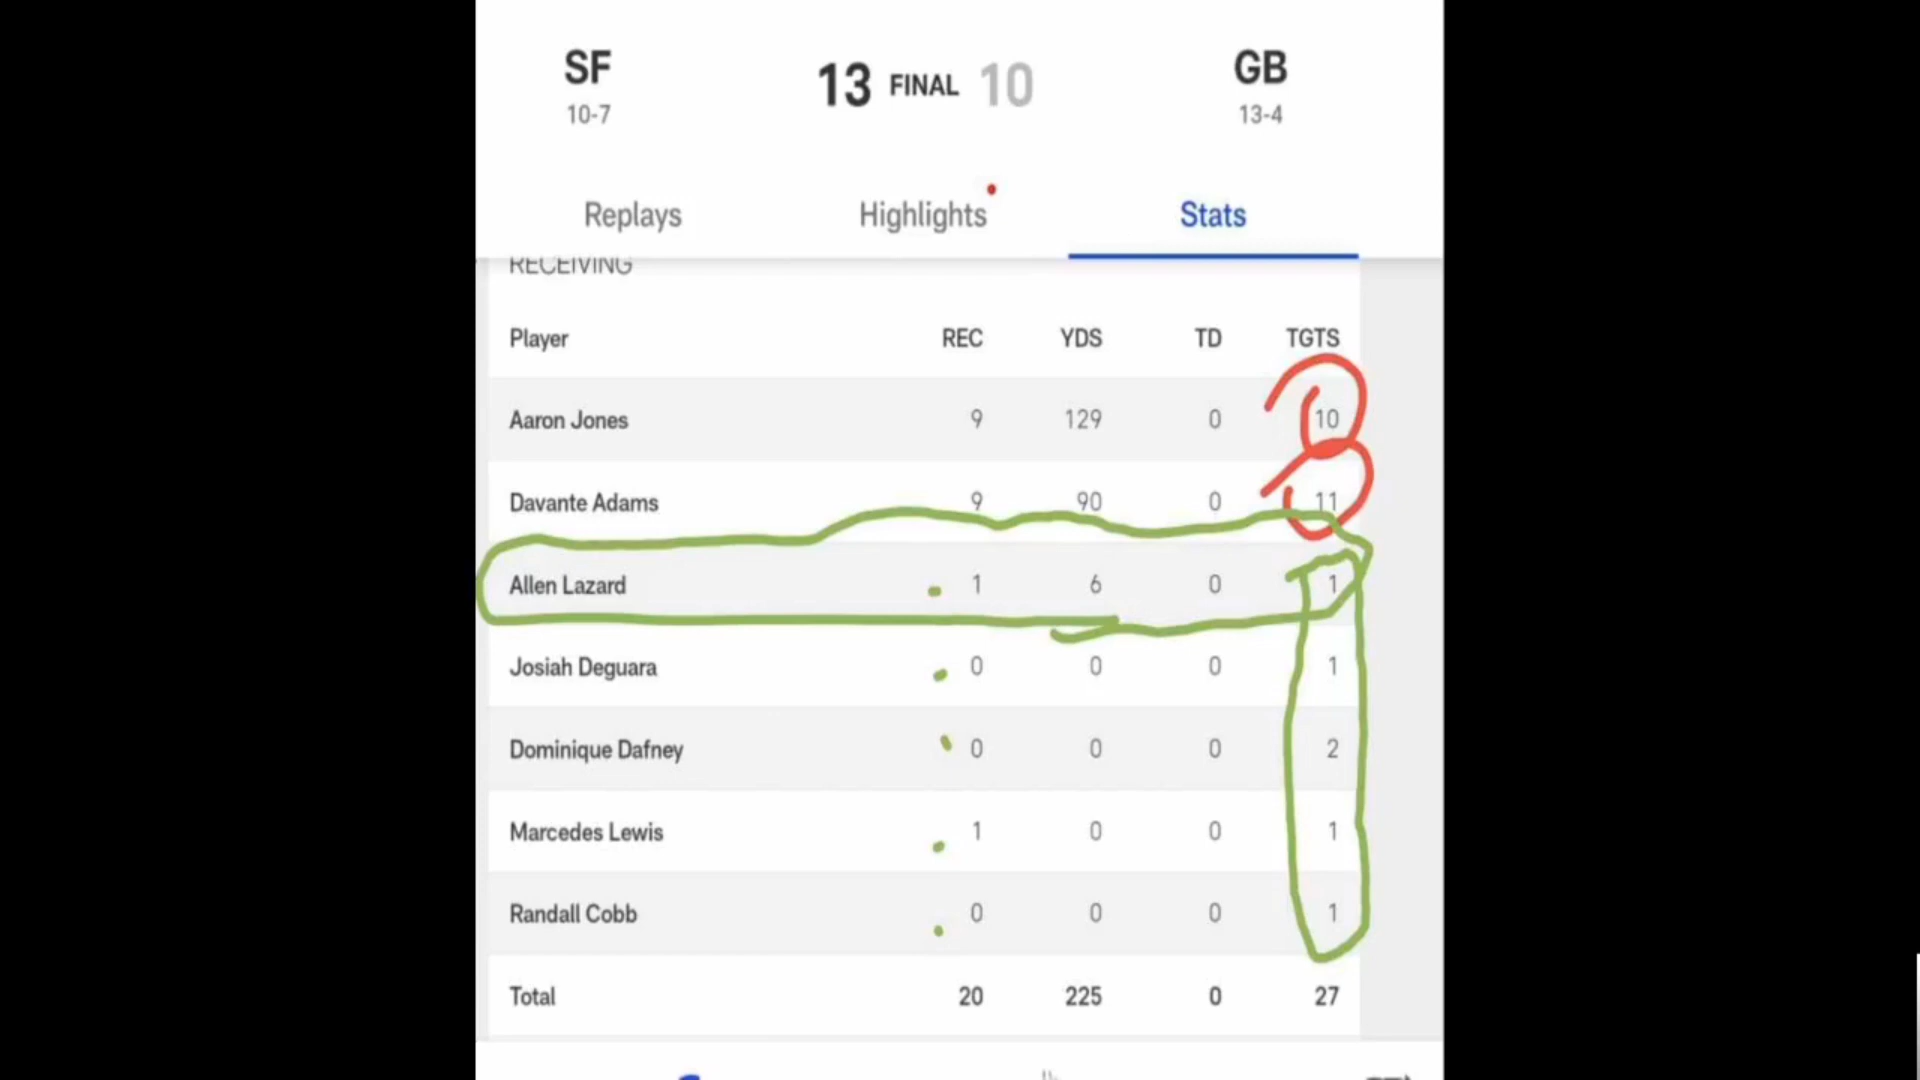 SF 13 FINAL 10 GB
10-7 13-4
Replays Highlights Stats
RECEIVING
Player REC YDS TD TGTS
Aaron Jones 9 129 0 10
Davante Adams 9 90 0 11
Allen Lazard 1 6 0 1
Josiah Deguara 0 0 0 1
Dominique Dafney 0 0 0 2
Marcedes Lewis 1 0 0 1
Randall Cobb 0 0 0 1
Total 20 225 0 27